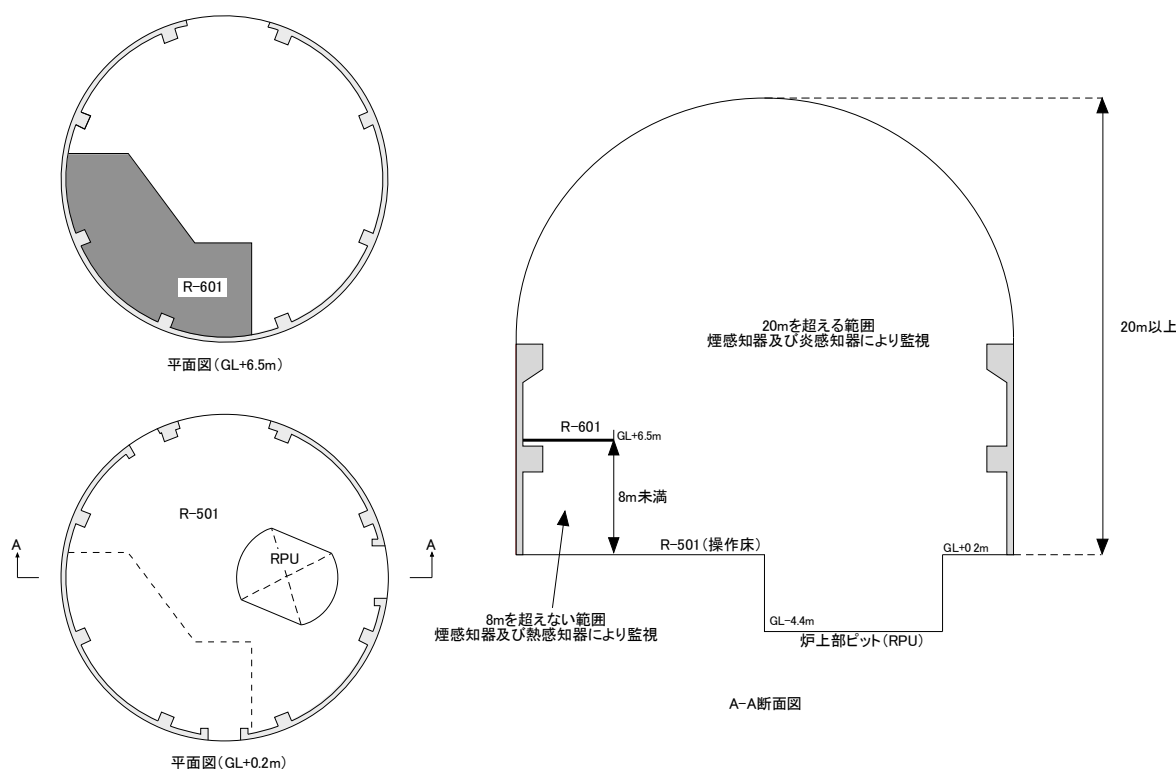 R-601
平面図(GL+6.5m)
A
R-501
RPU
A
平面図(GL+0.2m)
20mを超える範囲
煙感知器及び炎感知器により監視
20m以上
R-601
GL+6.5m
8m未満
R-501(操作床)
GL+0 2m
8mを超えない範囲
煙感知器及び熱感知器により監視
GL-4.4m
炉上部ピット(RPU)
A-A断面図